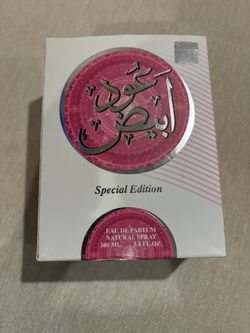 عود
ابيض
Special Edition
EAU DE PARFUM
NATURAL SPRAY
100 ML. 3.4 FL.OZ